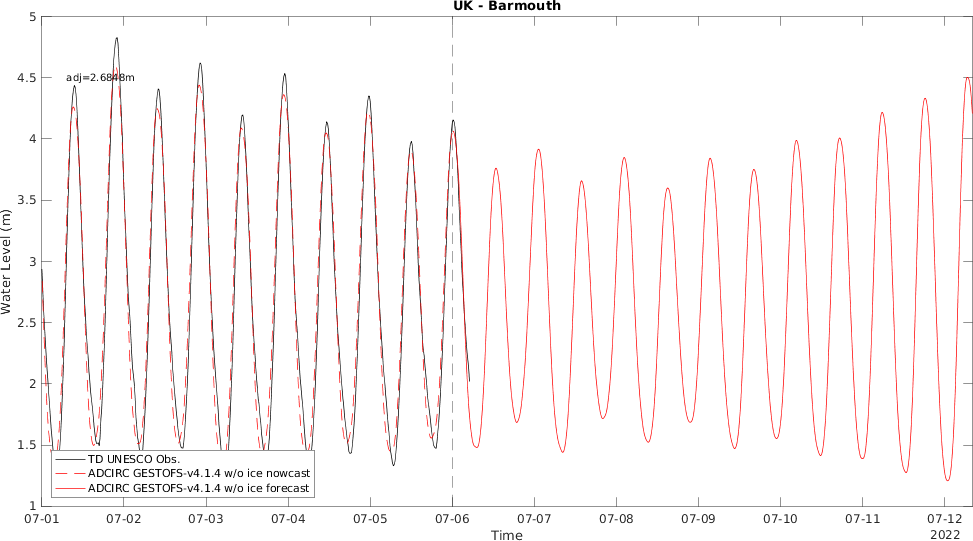 UK - Barmouth
5
4.5
4
3.5
3
2.5
2
1.5
1
Water Level (m)
adj=2.6848m
TD UNESCO Obs.
ADCIRC GESTOFS-v4.1.4 w/o ice nowcast
ADCIRC GESTOFS-v4.1.4 w/o ice forecast
07-01 07-02 07-03 07-04 07-05 07-06 07-07 07-08 07-09 07-10 07-11 07-12
Time
2022